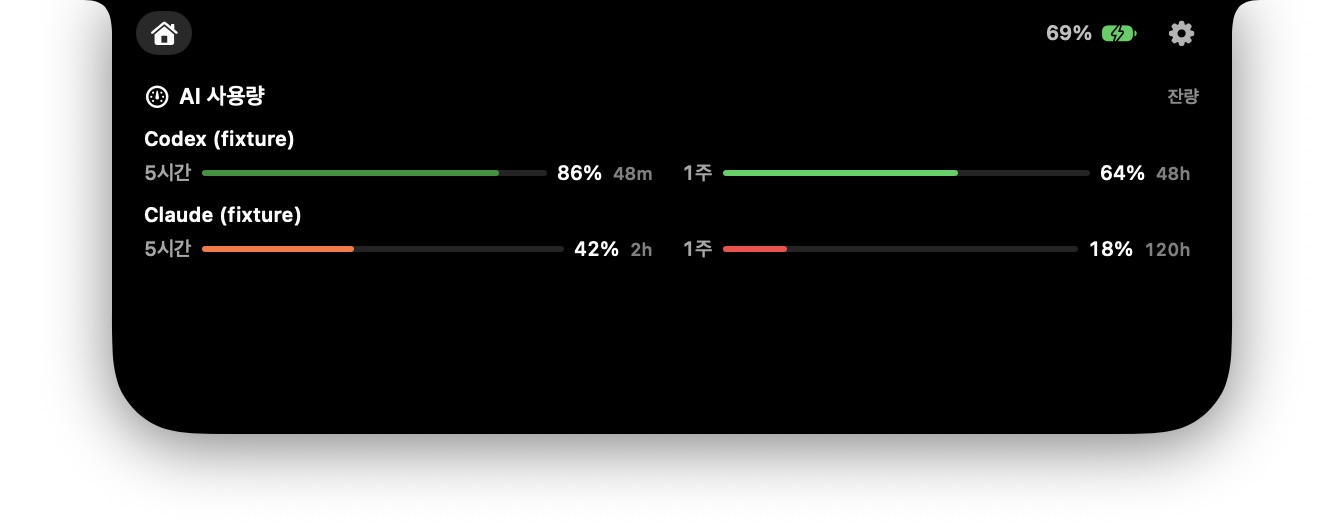 69%
AI 사용량 잔량
Codex (fixture)
5시간 86% 48m 1주 64% 48h
Claude (fixture)
5시간 42% 2h 1주 18% 120h